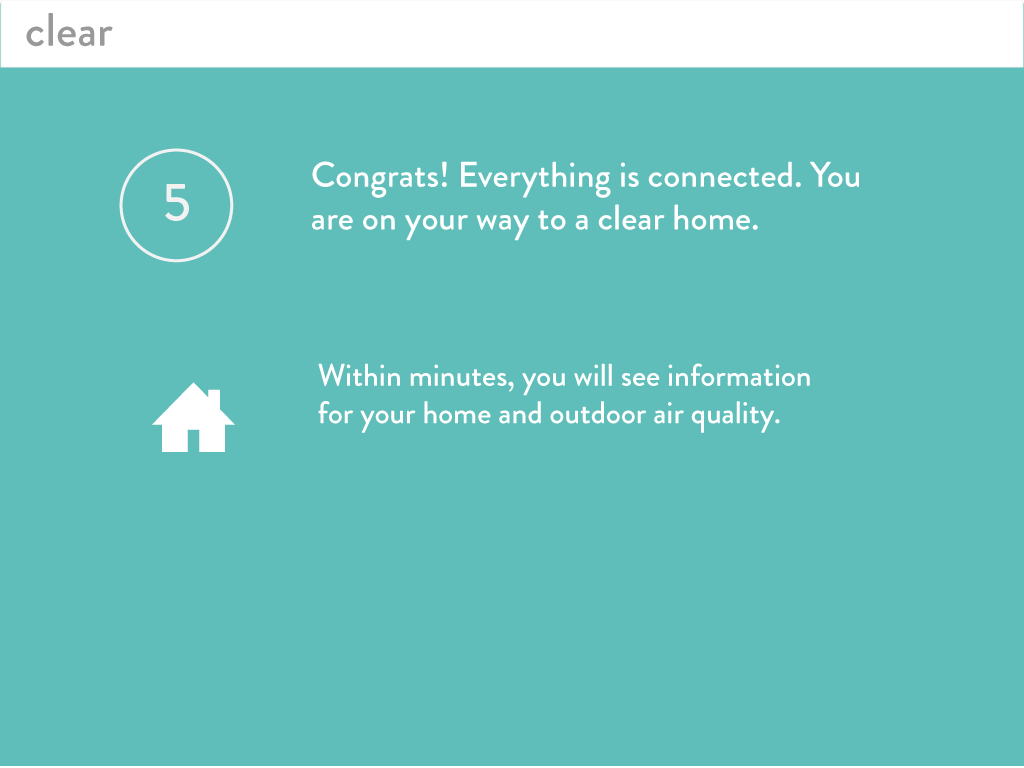 clear
5
Congrats! Everything is connected. You
are on your way to a clear home.
Within minutes, you will see information
for your home and outdoor air quality.